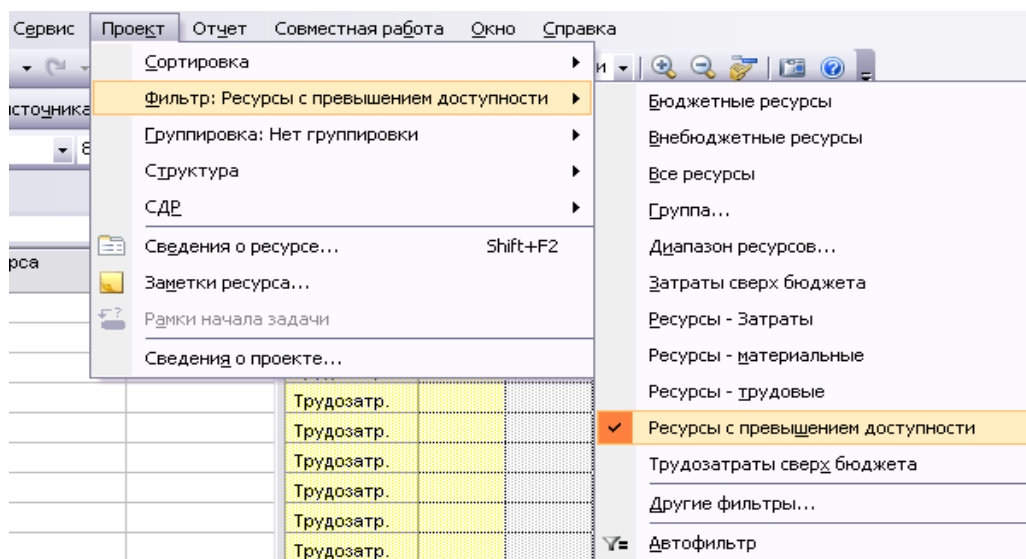 Сервис Проект Отчет Совместная работа Окно Справка
Сортировка
Фильтр: Ресурсы с превышением доступности
Группировка: Нет группировки
Структура
СДР
Сведения о ресурсе... Shift+F2
Заметки ресурса...
Рамки начала задачи
Сведения о проекте...
Бюджетные ресурсы
Внебюджетные ресурсы
Все ресурсы
Группа...
Диапазон ресурсов...
Затраты сверх бюджета
Ресурсы - Затраты
Ресурсы - материальные
Ресурсы - трудовые
Ресурсы с превышением доступности
Трудозатраты сверх бюджета
Другие фильтры...
Автофильтр
Трудозатр.
Трудозатр.
Трудозатр.
Трудозатр.
Трудозатр.
Трудозатр.